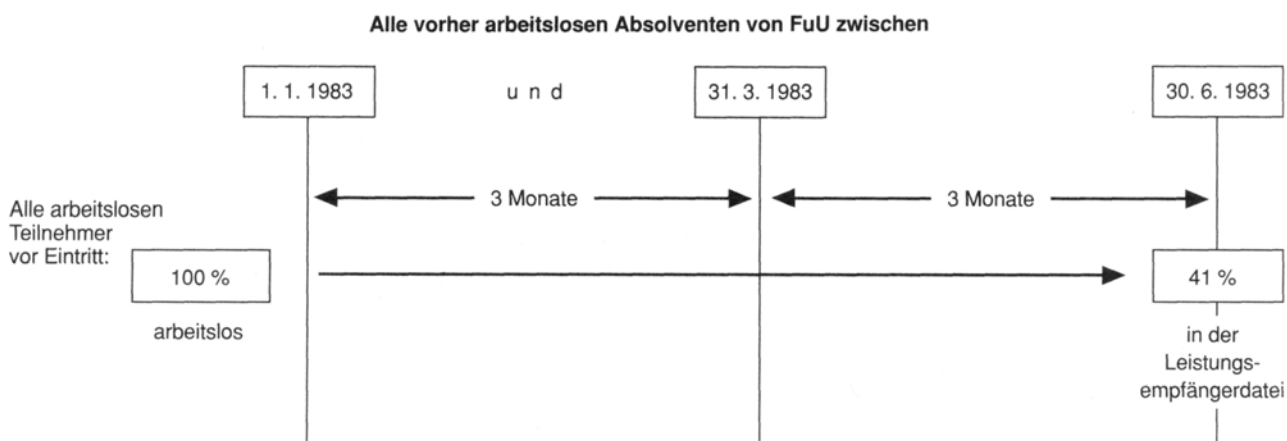 Alle vorher arbeitslosen Absolventen von FuU zwischen
1. 1. 1983 u n d 31. 3. 1983 30. 6. 1983
3 Monate 3 Monate
Alle arbeitslosen
Teilnehmer
vor Eintritt:
100 % 41 %
arbeitslos
in der
Leistungs-
empfängerdatei